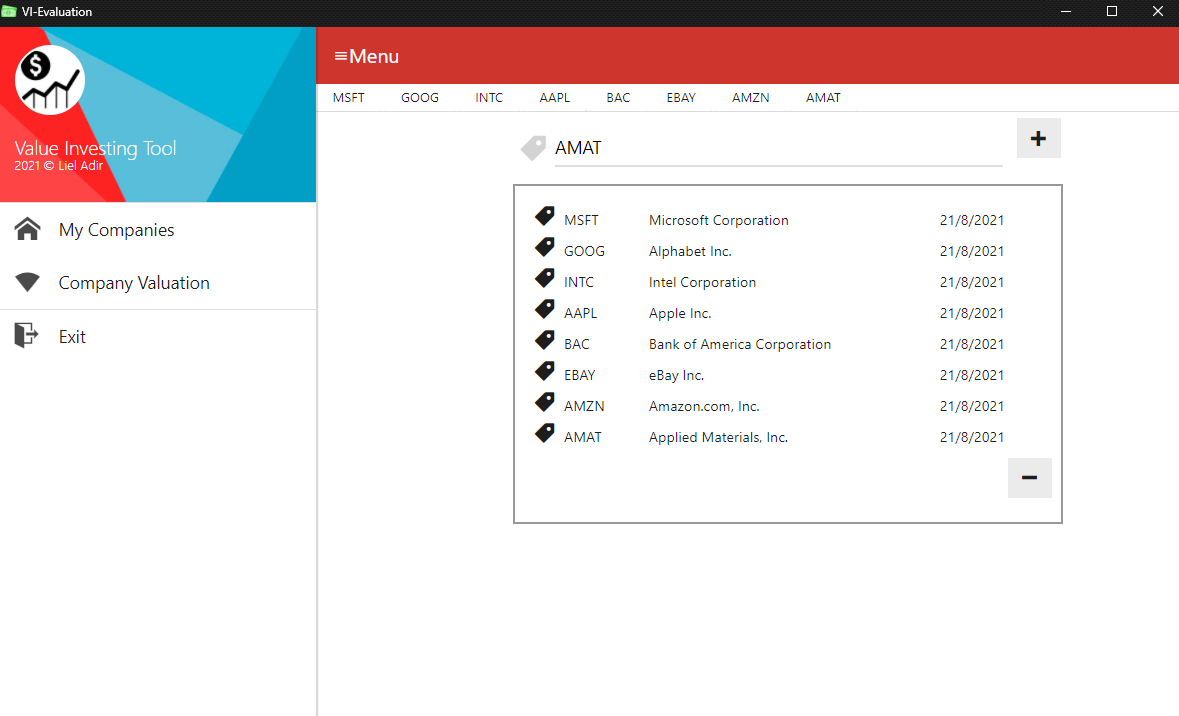 VI-Evaluation
Value Investing Tool
2021 © Liel Adir
My Companies
Company Valuation
Exit
Menu
MSFT GOOG INTC AAPL BAC EBAY AMZN AMAT
AMAT
MSFT Microsoft Corporation 21/8/2021
GOOG Alphabet Inc. 21/8/2021
INTC Intel Corporation 21/8/2021
AAPL Apple Inc. 21/8/2021
BAC Bank of America Corporation 21/8/2021
EBAY eBay Inc. 21/8/2021
AMZN Amazon.com, Inc. 21/8/2021
AMAT Applied Materials, Inc. 21/8/2021